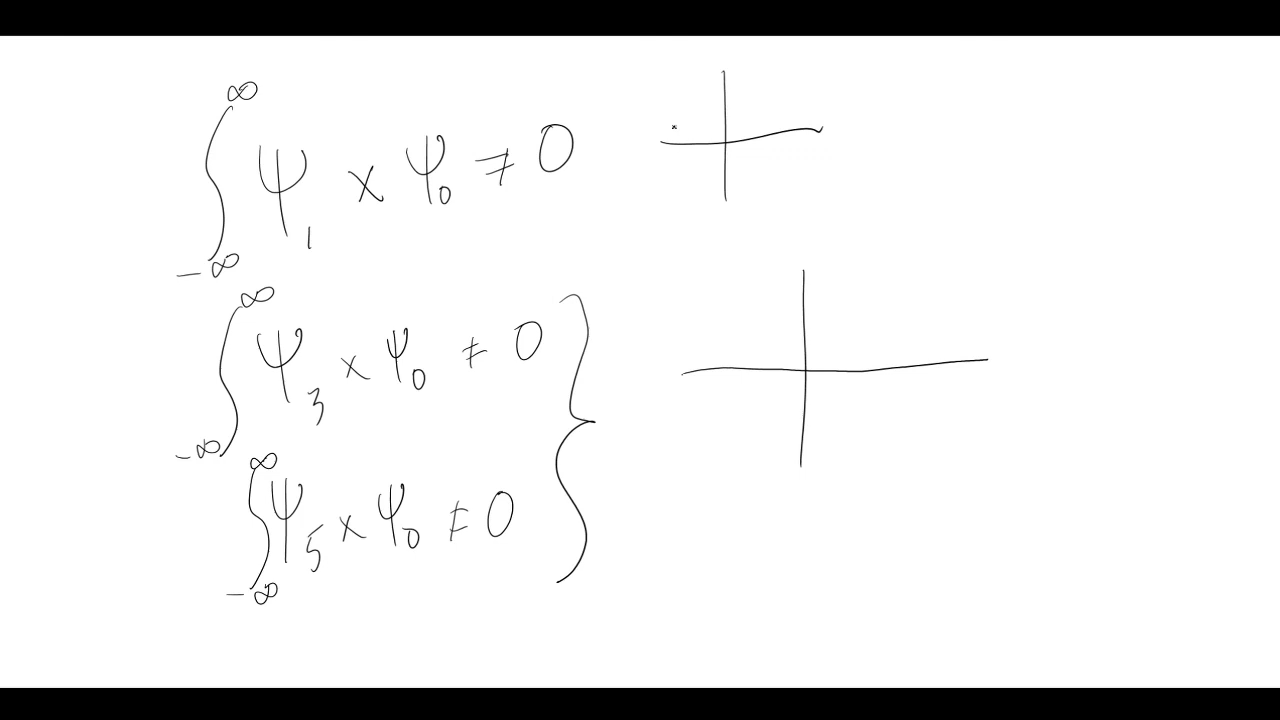 ∫_{-∞}^{∞} ψ₁ x ψ₀ ≠ 0
∫_{-∞}^{∞} ψ₃ x ψ₀ ≠ 0
∫_{-∞}^{∞} ψ₅ x ψ₀ ≠ 0